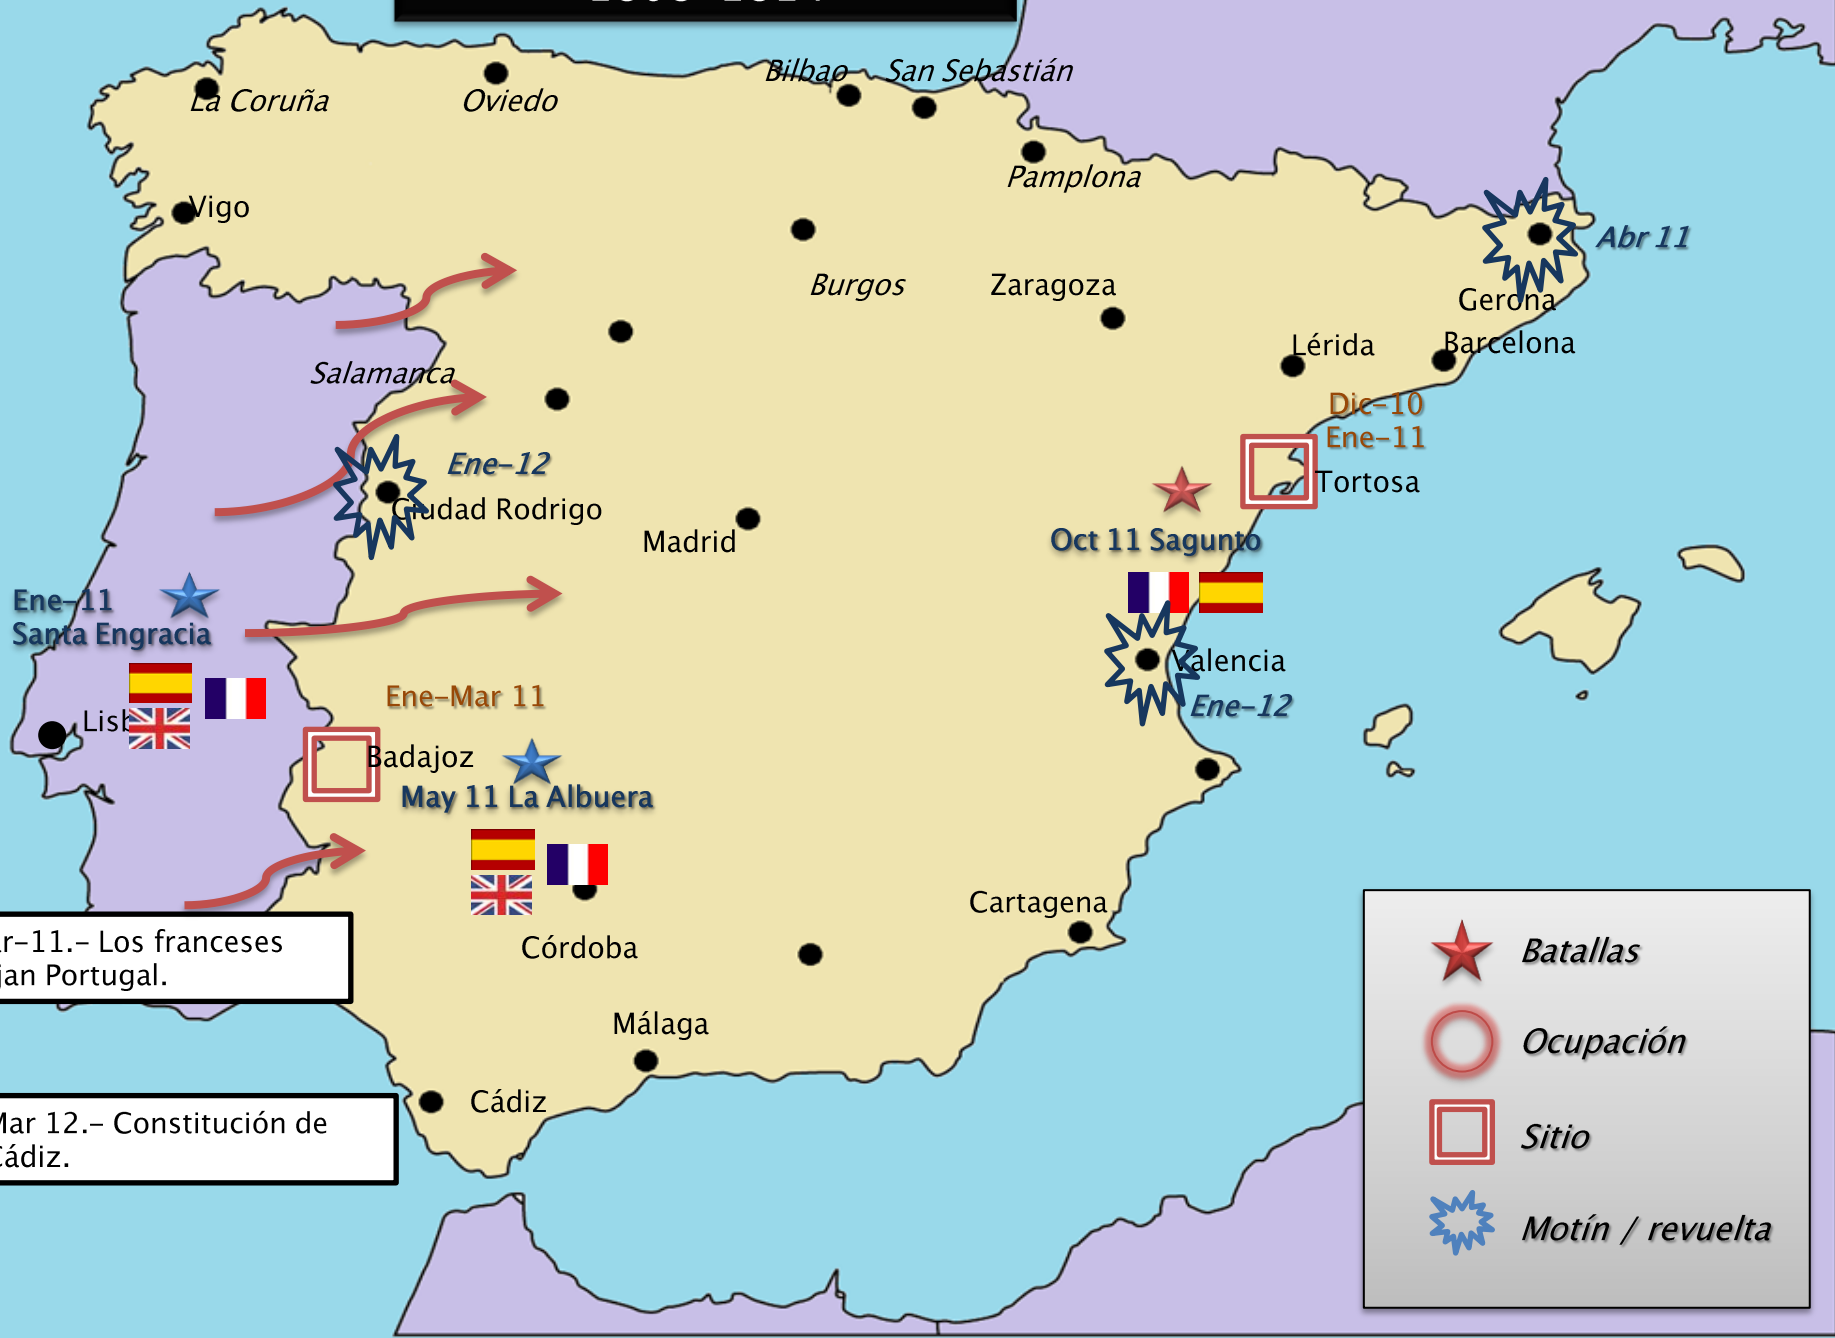 Bilbao
San Sebastián
La Coruña
Oviedo
Pamplona
Vigo
Abr 11
Burgos
Zaragoza
Gerona
Lérida
Barcelona
Salamanca
Dic-10
Ene-11
Ene-12
Tortosa
Ciudad Rodrigo
Madrid
Oct 11 Sagunto
Ene-11
Santa Engracia
Valencia
Ene-12
Ene-Mar 11
Badajoz
May 11 La Albuera
Cartagena
Córdoba
-11.- Los franceses
Portugal.
Málaga
Cádiz
Mar 12.- Constitución de
Cádiz.
Batallas
Ocupación
Sitio
Motín / revuelta